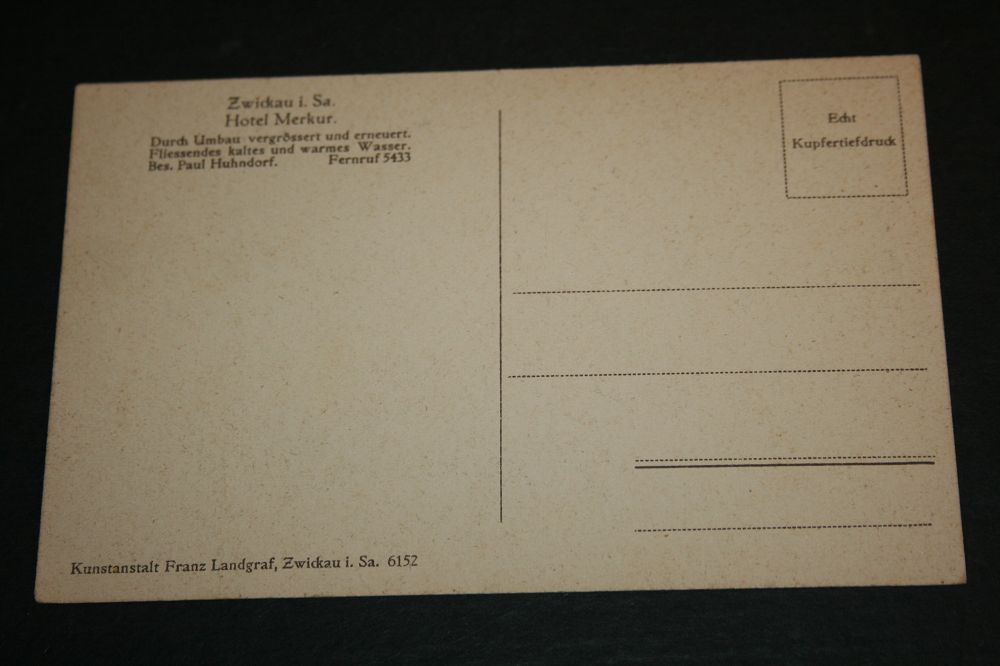 Zwickau i. Sa.
Hotel Merkur.
Durch Umbau vergrössert und erneuert.
Fliessendes kaltes und warmes Wasser.
Bes. Paul Huhndorf. Fernruf 5433
Echt
Kupfertiefdruck
Kunstanstalt Franz Landgraf, Zwickau i. Sa. 6152